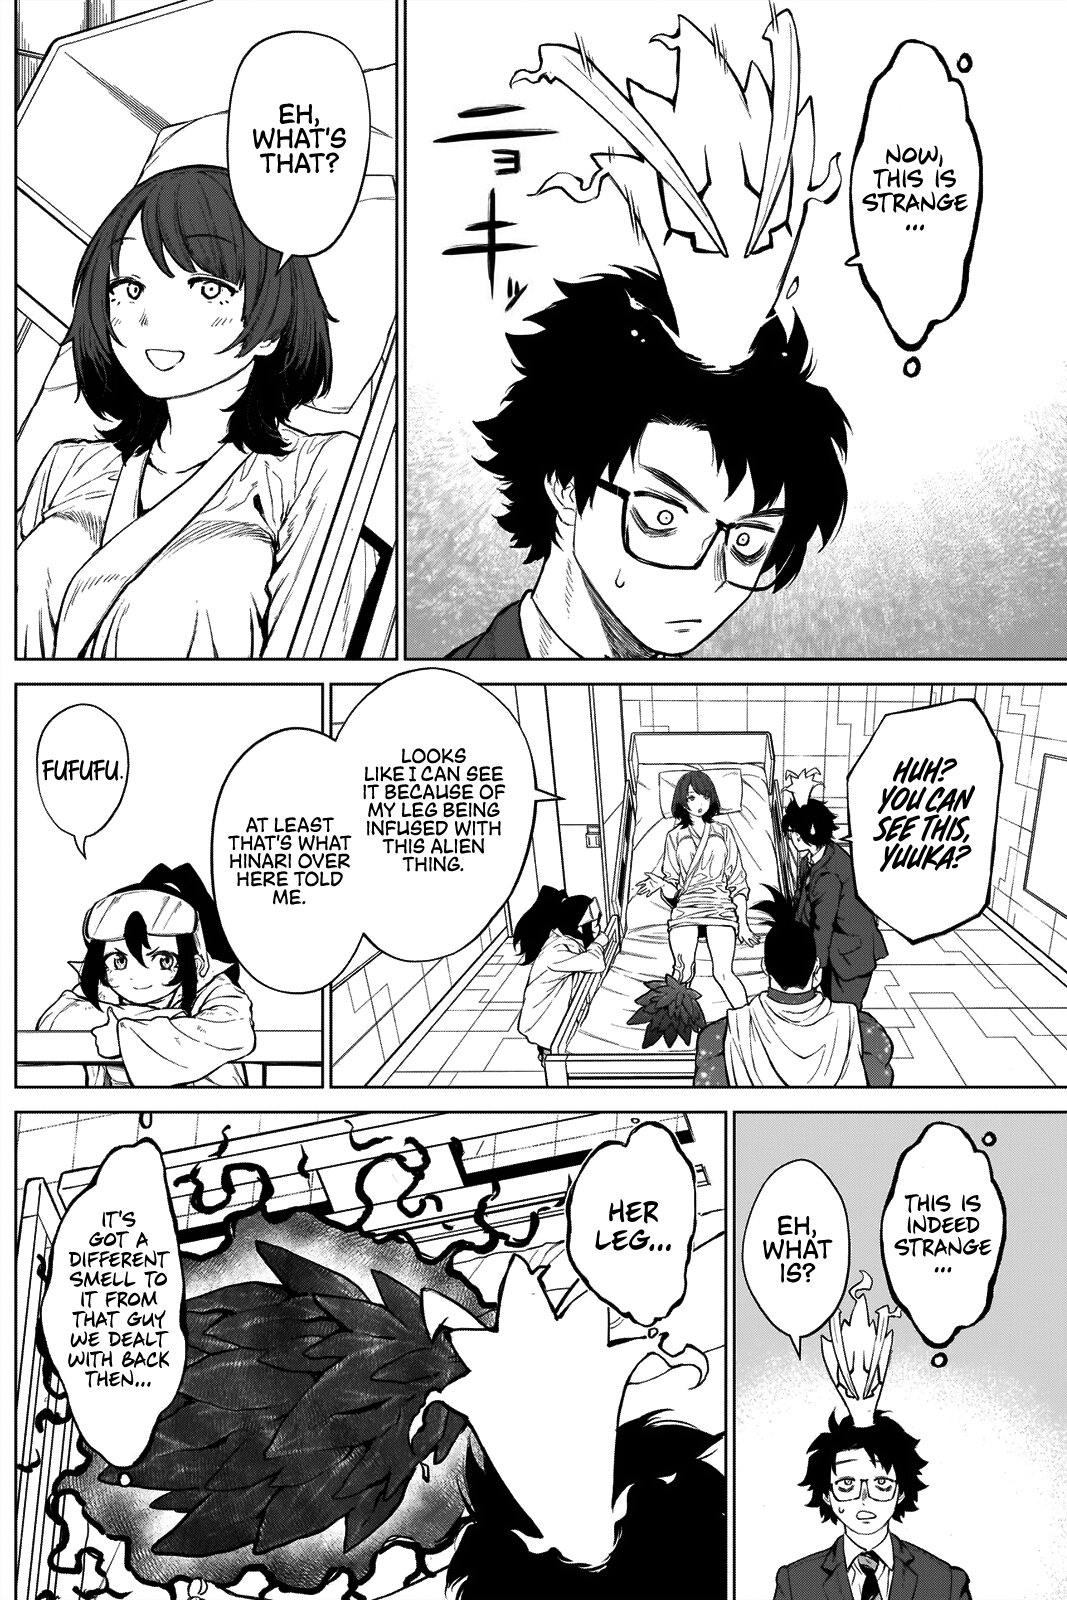 NOW,
THIS IS
STRANGE
...
ニョキッ
EH,
WHAT'S
THAT?
HUH?
YOU CAN
SEE THIS,
YUUKA?
LOOKS
LIKE I CAN SEE
IT BECAUSE OF
MY LEG BEING
INFUSED WITH
THIS ALIEN
THING.
AT LEAST
THAT'S WHAT
HINARI OVER
HERE TOLD
ME.
FUFUFU.
THIS IS
INDEED
STRANGE
...
EH,
WHAT
IS?
HER
LEG...
IT'S
GOT A
DIFFERENT
SMELL TO
IT FROM
THAT GUY
WE DEALT
WITH BACK
THEN...